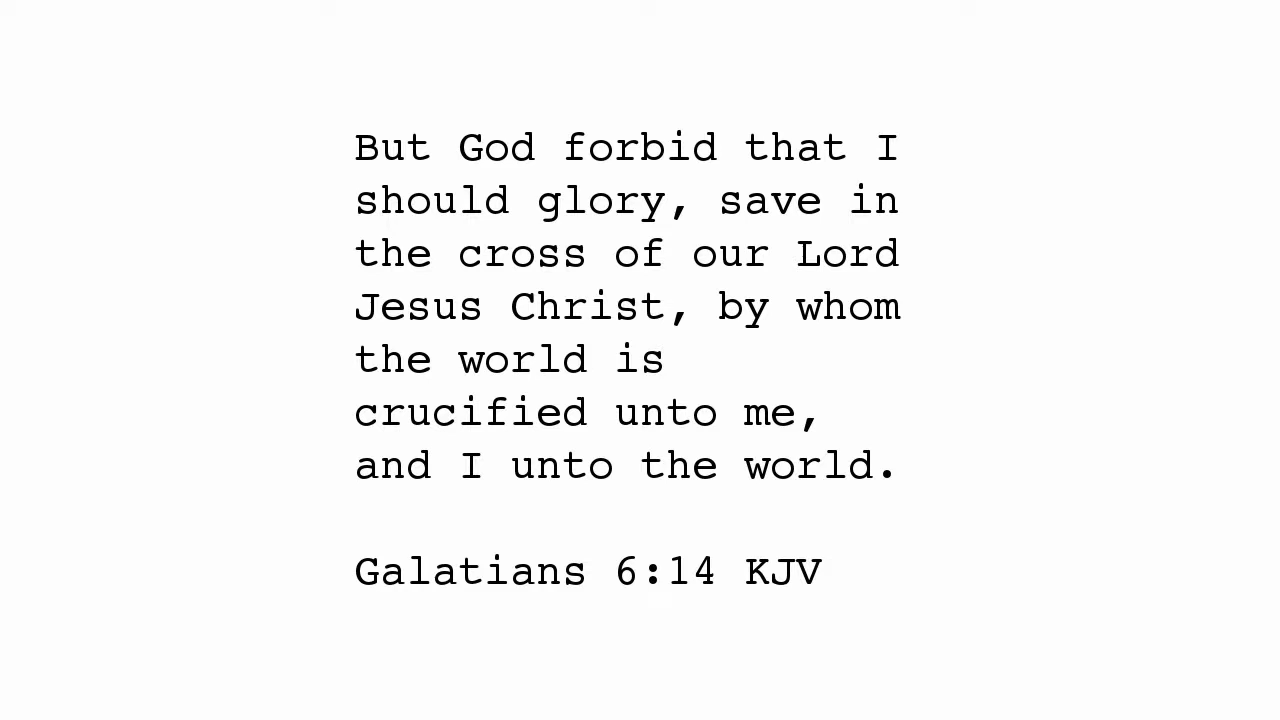 But God forbid that I
should glory, save in
the cross of our Lord
Jesus Christ, by whom
the world is
crucified unto me,
and I unto the world.
Galatians 6:14 KJV